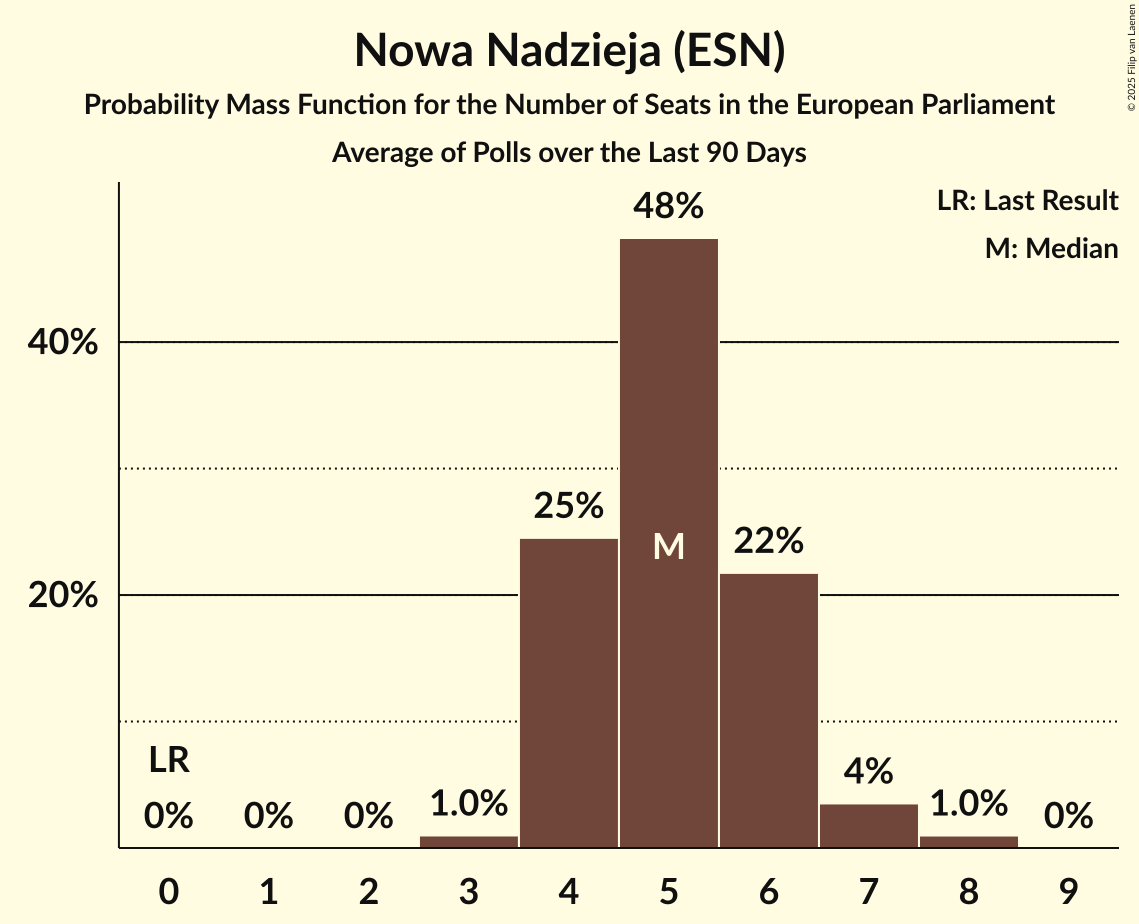 Nowa Nadzieja (ESN)
Probability Mass Function for the Number of Seats in the European Parliament
Average of Polls over the Last 90 Days
© 2025 Filip van Laenen
LR: Last Result
M: Median
48%
40%
25%
M
22%
20%
LR
4%
0% 0% 0% 1.0% 1.0% 0%
0 1 2 3 4 5 6 7 8 9